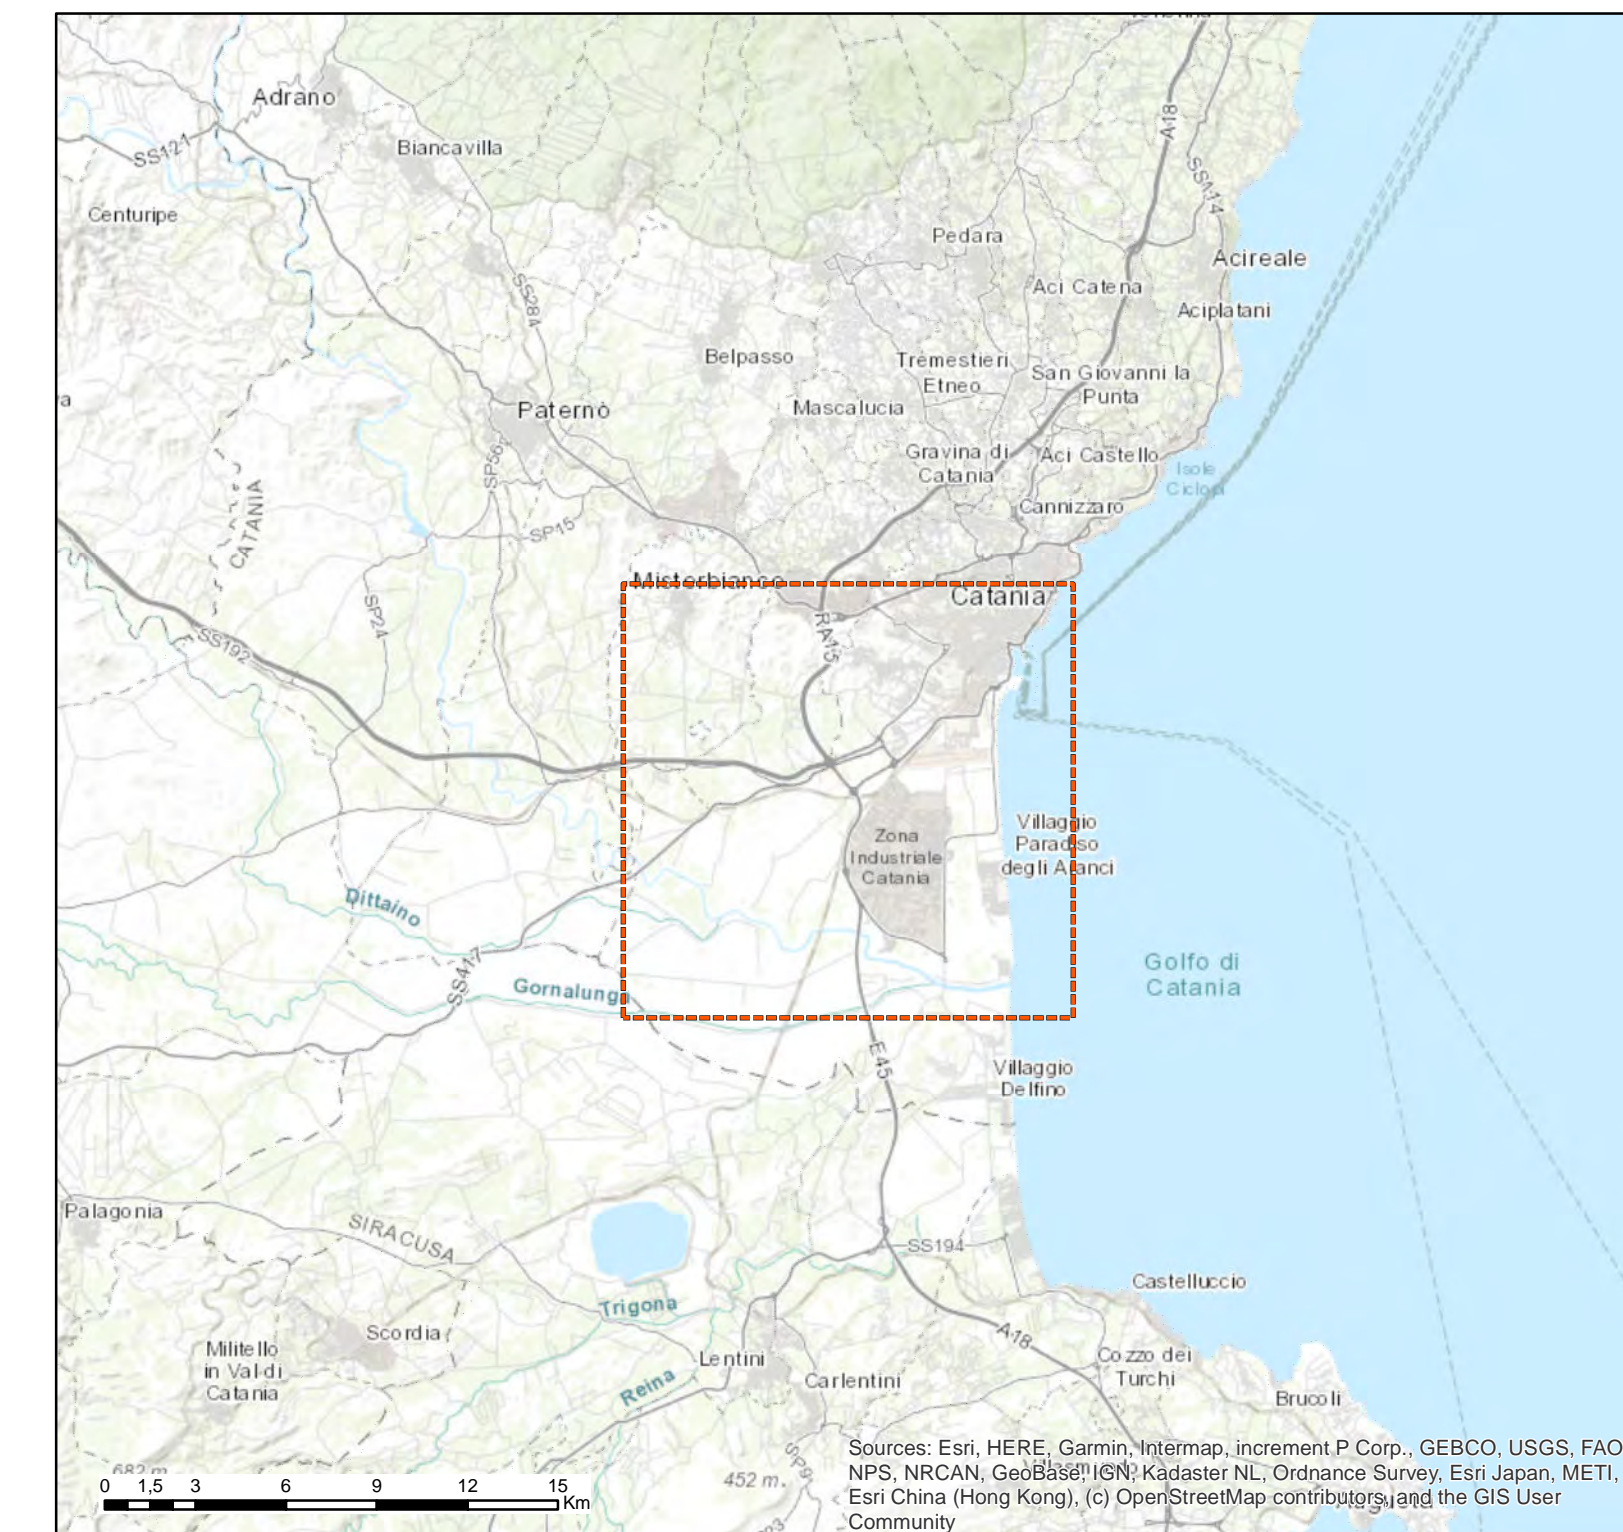 Adrano
A18
SS121
Biancavilla
SS114
Centuripe
Pedara
Acireale
Aci Catena
SS284
Aciplatani
Belpasso
Trémestieri
Etneo
San Giovanni la
Punta
Paternò
Mascalucia
Gravina di
Catania
Aci Castello
SP56
Isole
Ciclopi
CATANIA
Cannizzaro
SP15
Misterbianco
Catania
SP24
SS192
RA15
Villaggio
Paradiso
degli Aranci
Zona
Industriale
Catania
Dittaino
Golfo di
Catania
SS417
Gornalunga
E45
Villaggio
Delfino
Palagonia
SIRACUSA
SS194
Castelluccio
Trigona
Scordia
A18
Militello
in Val di
Catania
Lentini
Cozzo dei
Turchi
Reina
Carlentini
Brucoli
682 m
452 m
SP9
0 1,5 3 6 9 12 15
Km
Sources: Esri, HERE, Garmin, Intermap, increment P Corp., GEBCO, USGS, FAO
NPS, NRCAN, GeoBase, IGN, Kadaster NL, Ordnance Survey, Esri Japan, METI,
Esri China (Hong Kong), (c) OpenStreetMap contributors, and the GIS User
Community